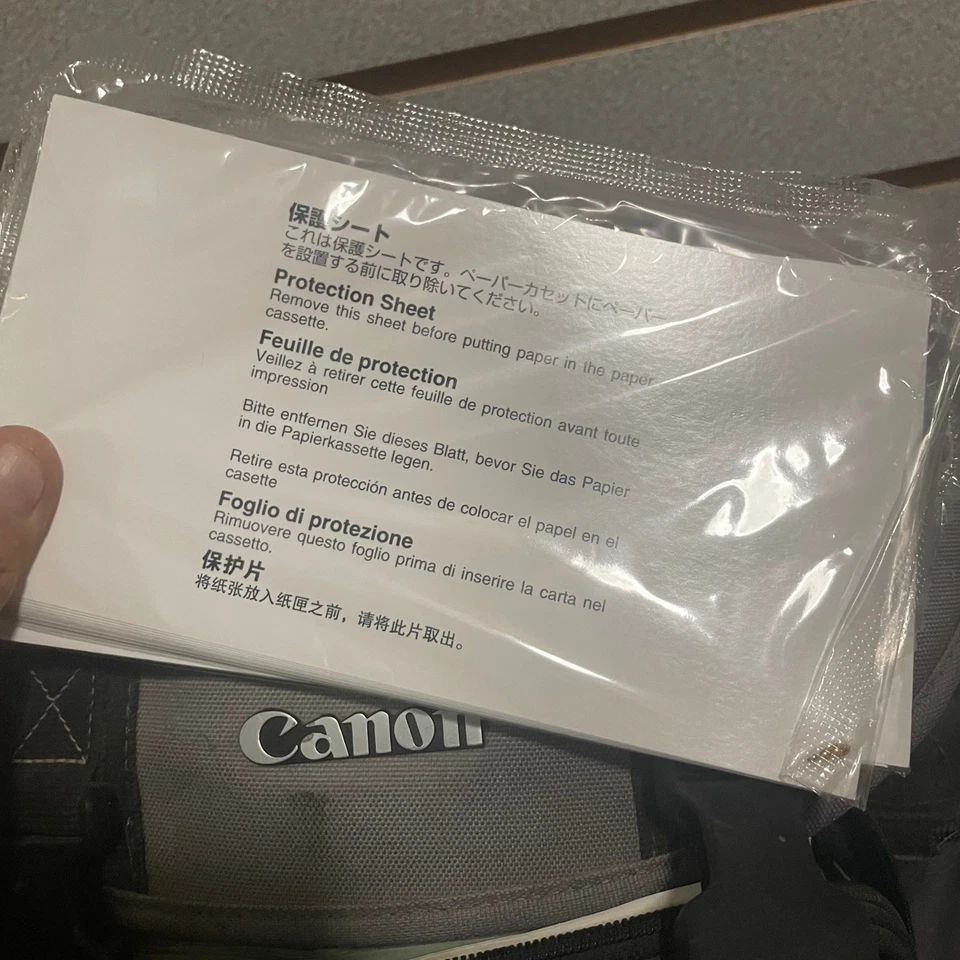 保護シート
これは保護シートです。ペーパーカセットにペーパー
を設置する前に取り除いてください。
Protection Sheet
Remove this sheet before putting paper in the paper
cassette.
Feuille de protection
Veillez à retirer cette feuille de protection avant toute
impression
Bitte entfernen Sie dieses Blatt, bevor Sie das Papier
in die Papierkassette legen.
Retire esta protección antes de colocar el papel en el
casette
Foglio di protezione
Rimuovere questo foglio prima di inserire la carta nel
cassetto.
保护片
将纸张放入纸匣之前，请将此片取出。
Canon